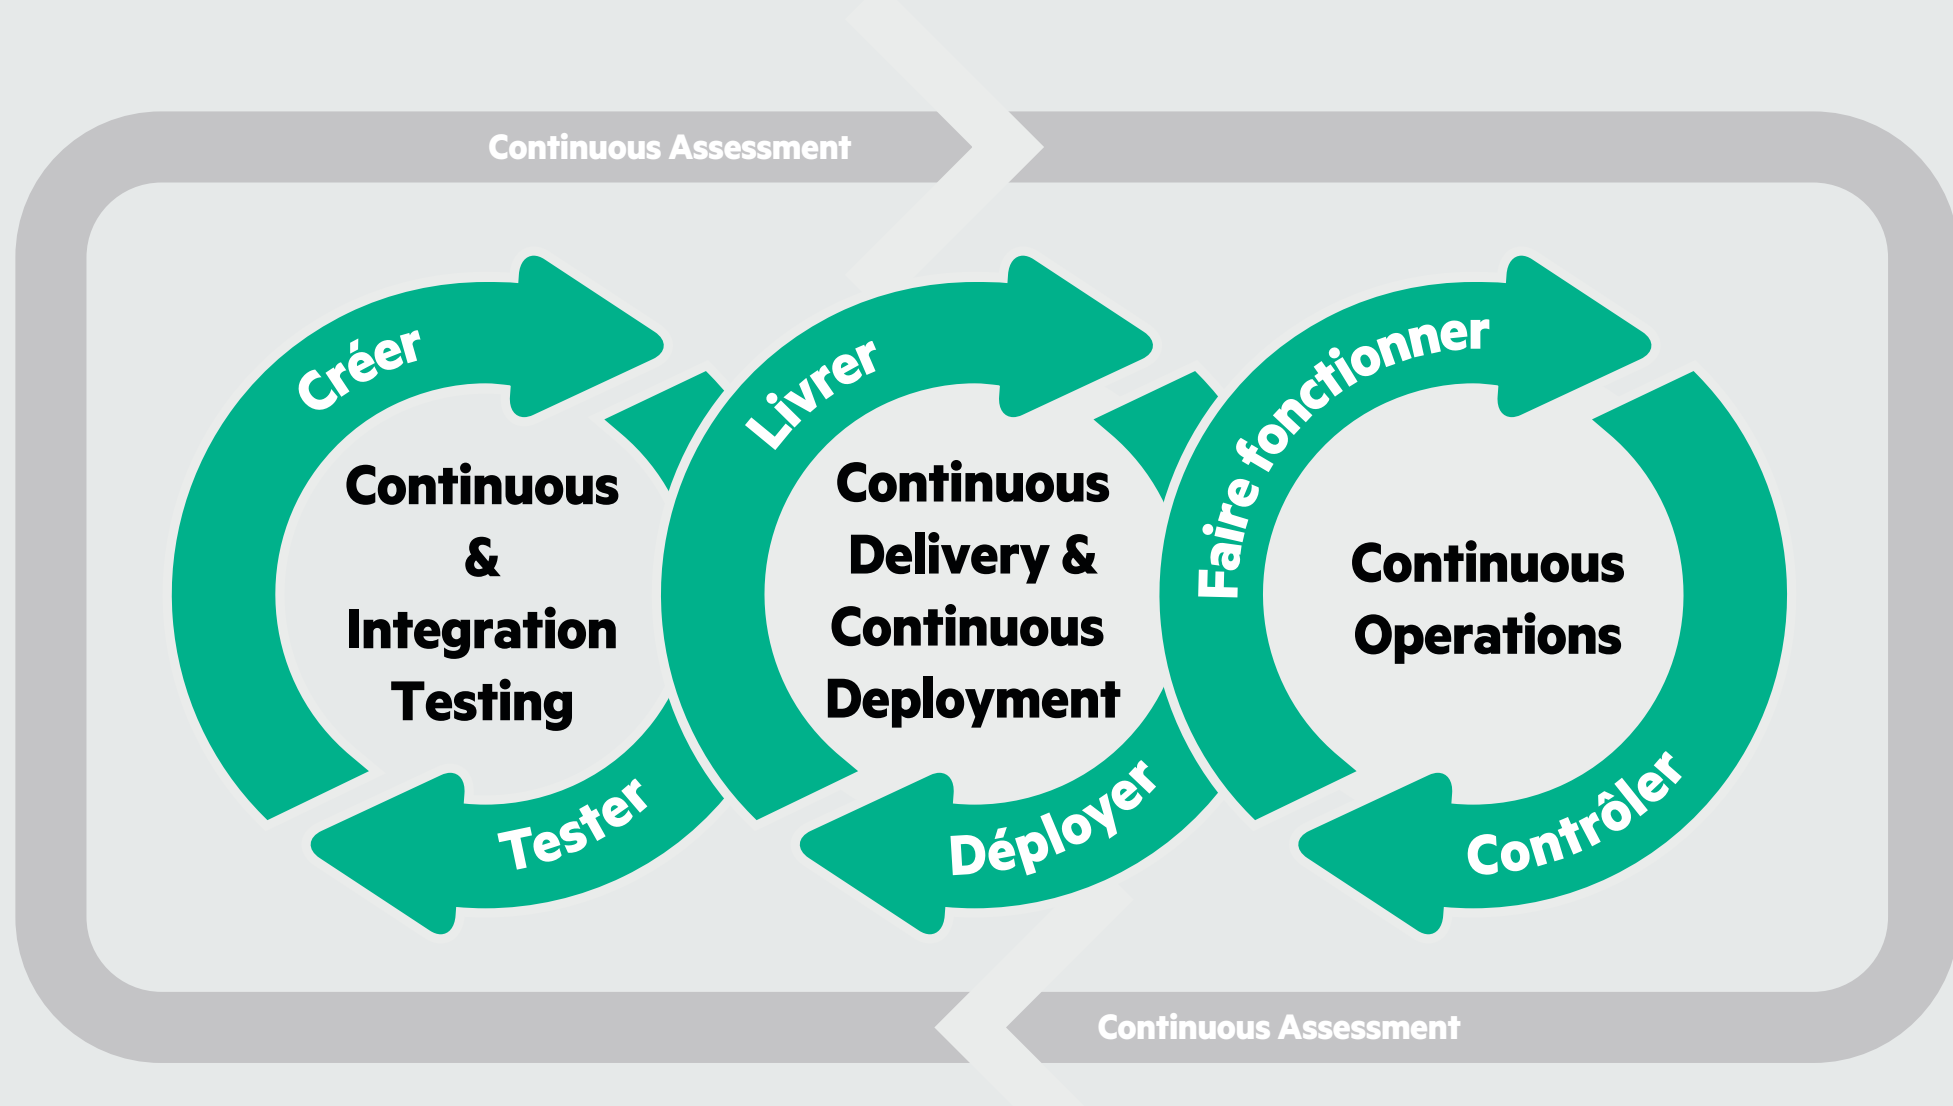 Continuous Assessment
Créer
Continuous
&
Integration
Testing
Tester
Livrer
Continuous
Delivery &
Continuous
Deployment
Déployer
Faire fonctionner
Continuous
Operations
Contrôler
Continuous Assessment